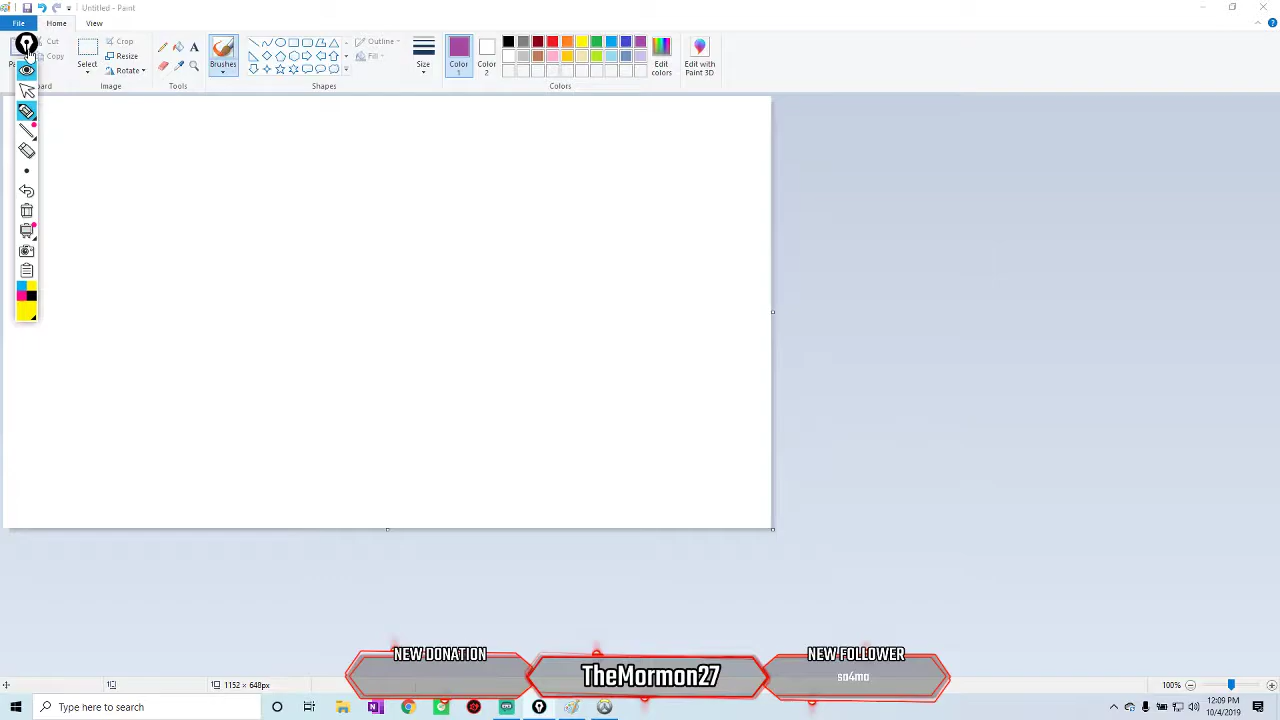 Untitled - Paint
File Home View
Cut
Copy
Select
Crop
Resize
Rotate
Brushes
Outline
Fill
Size
Color
1
Color
2
Edit
colors
Edit with
Paint 3D
Image
Tools
Shapes
Colors
NEW DONATION
TheMormon27
NEW FOLLOWER
sa4ma
1152 × 648px
100%
Type here to search
12:09 PM
10/4/2019